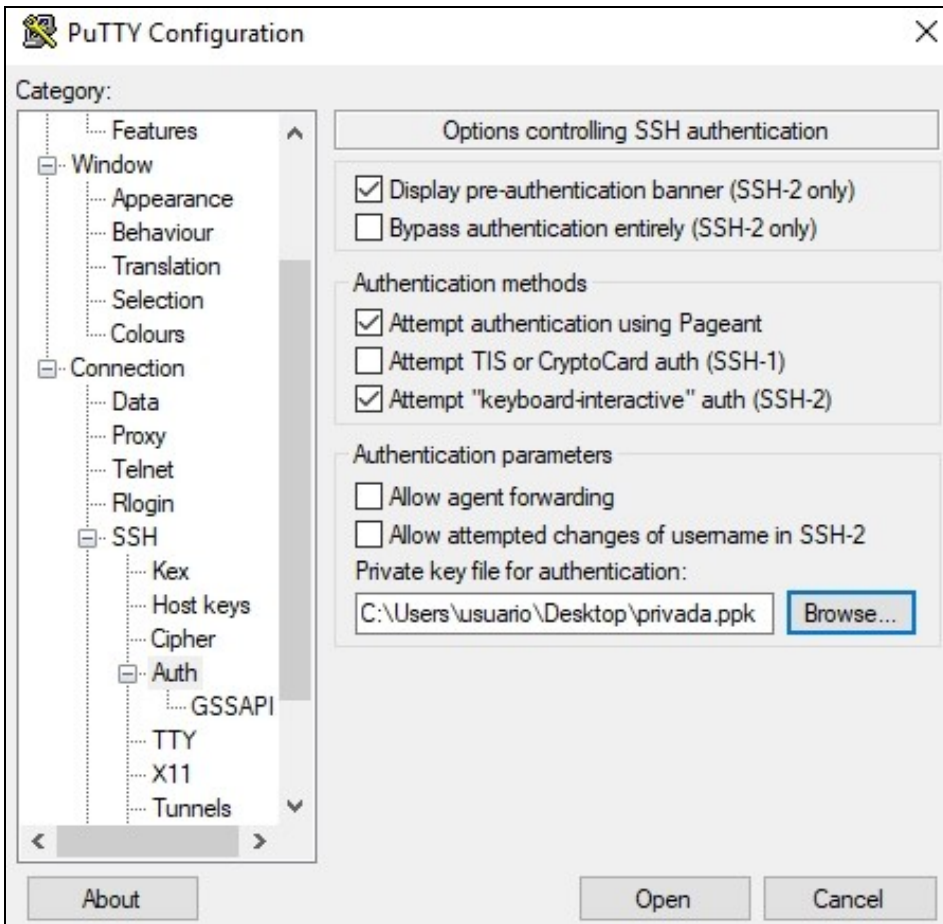 PuTTY Configuration
Category:
Features
Window
Appearance
Behaviour
Translation
Selection
Colours
Connection
Data
Proxy
Telnet
Rlogin
SSH
Kex
Host keys
Cipher
Auth
GSSAPI
TTY
X11
Tunnels
Options controlling SSH authentication
Display pre-authentication banner (SSH-2 only)
Bypass authentication entirely (SSH-2 only)
Authentication methods
Attempt authentication using Pageant
Attempt TIS or CryptoCard auth (SSH-1)
Attempt "keyboard-interactive" auth (SSH-2)
Authentication parameters
Allow agent forwarding
Allow attempted changes of username in SSH-2
Private key file for authentication:
C:\Users\usuario\Desktop\privada.ppk
Browse...
About
Open
Cancel